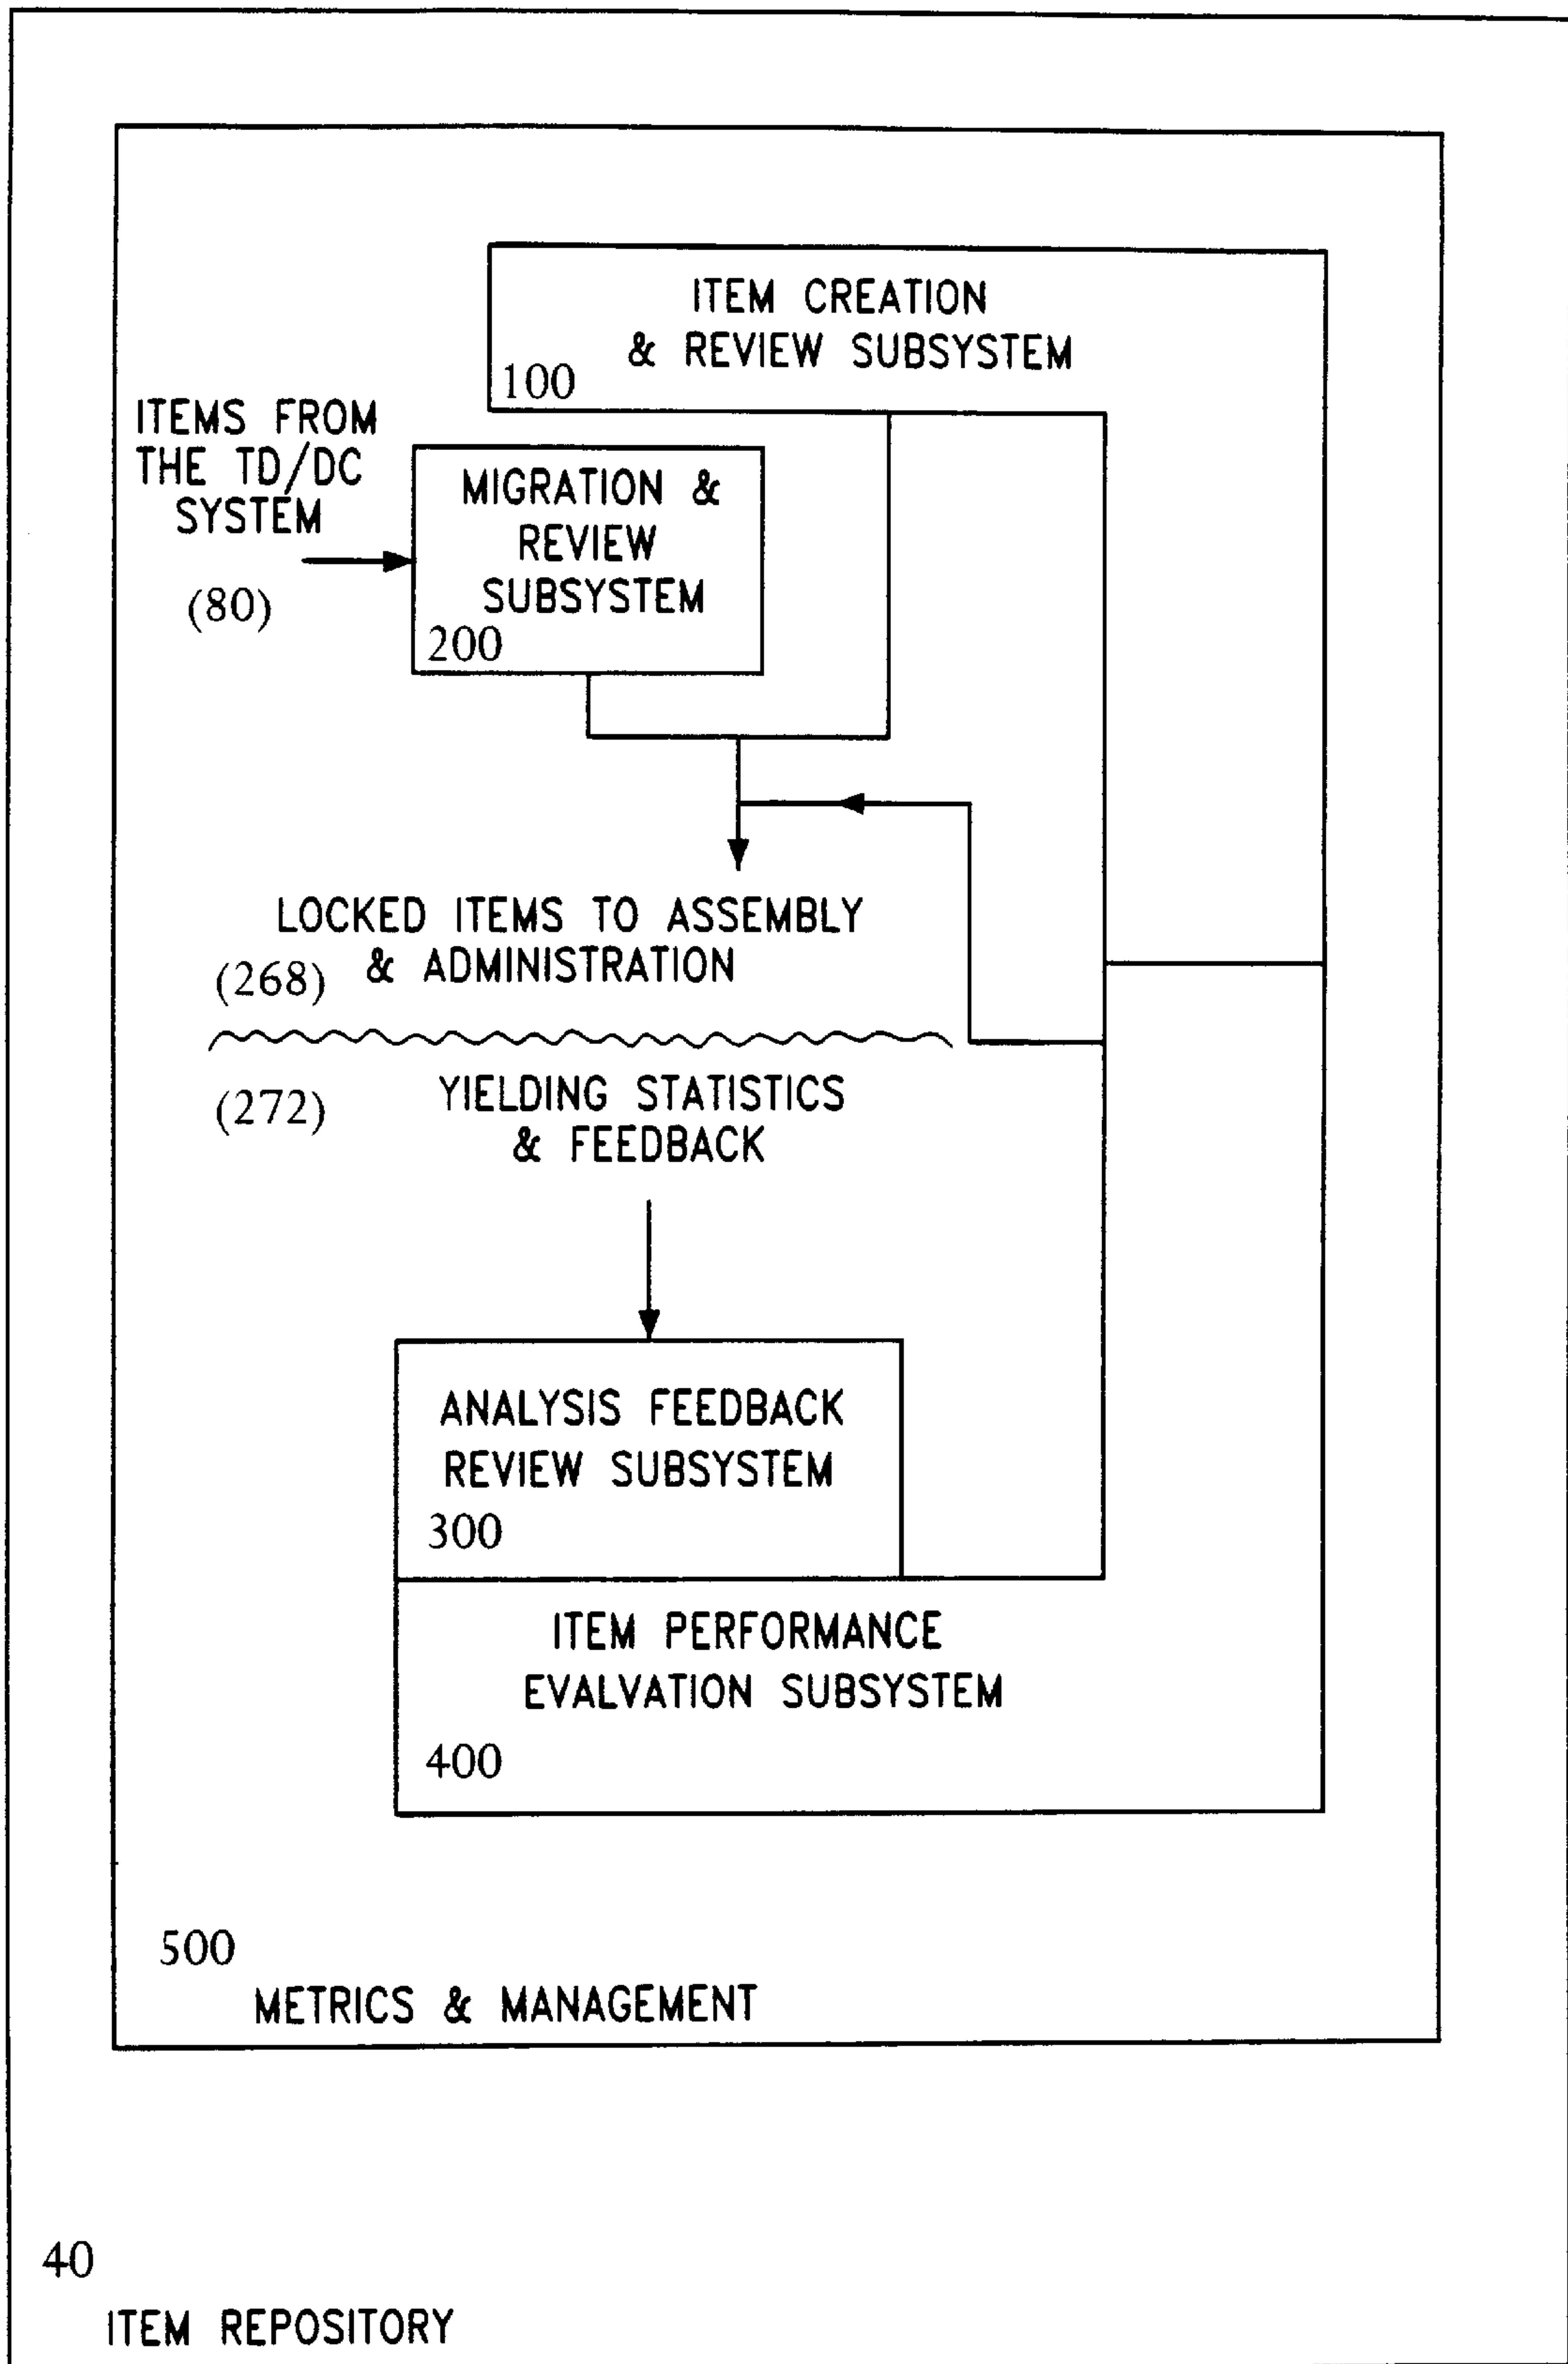 ITEM CREATION
& REVIEW SUBSYSTEM
100
ITEMS FROM
THE TD/DC
SYSTEM
(80)
MIGRATION &
REVIEW
SUBSYSTEM
200
LOCKED ITEMS TO ASSEMBLY
(268) & ADMINISTRATION
(272) YIELDING STATISTICS
& FEEDBACK
ANALYSIS FEEDBACK
REVIEW SUBSYSTEM
300
ITEM PERFORMANCE
EVALVATION SUBSYSTEM
400
500
METRICS & MANAGEMENT
40
ITEM REPOSITORY